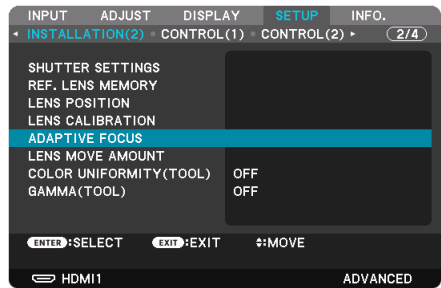 INPUT ADJUST DISPLAY SETUP INFO.
INSTALLATION(2) CONTROL(1) CONTROL(2) 2/4
SHUTTER SETTINGS
REF. LENS MEMORY
LENS POSITION
LENS CALIBRATION
ADAPTIVE FOCUS
LENS MOVE AMOUNT
COLOR UNIFORMITY(TOOL) OFF
GAMMA(TOOL) OFF
ENTER :SELECT EXIT :EXIT :MOVE
HDMI1 ADVANCED